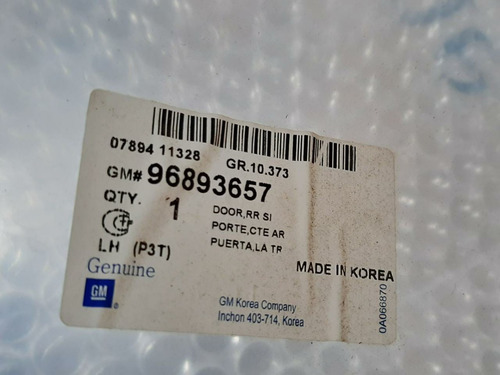 07894 11328 GR.10.373
GM# 96893657
QTY. 1 DOOR,RR SI
PORTE,CTE AR
LH (P3T) PUERTA,LA TR
Genuine MADE IN KOREA
GM ®
GM Korea Company
Inchon 403-714, Korea
0A066870